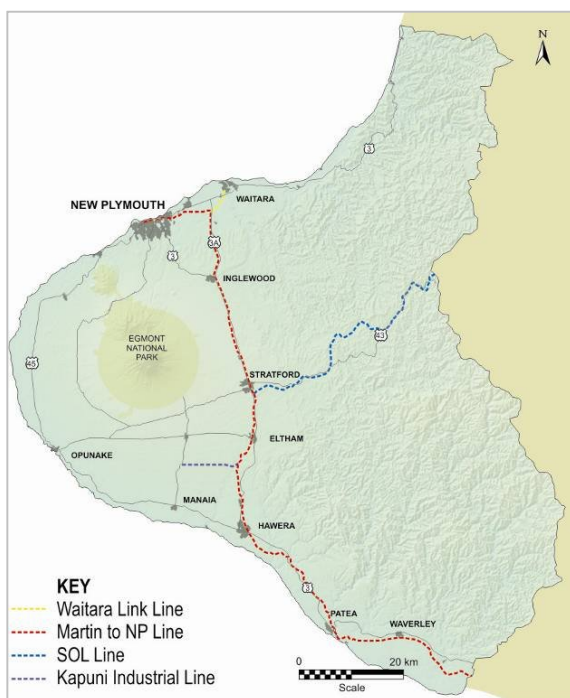 N
3
WAITARA
NEW PLYMOUTH
3A
3
INGLEWOOD
EGMONT
NATIONAL
PARK
43
45
STRATFORD
ELTHAM
OPUNAKE
MANAIA
HAWERA
KEY
Waitara Link Line
Martin to NP Line
SOL Line
Kapuni Industrial Line
3
PATEA
WAVERLEY
0 20 km
Scale